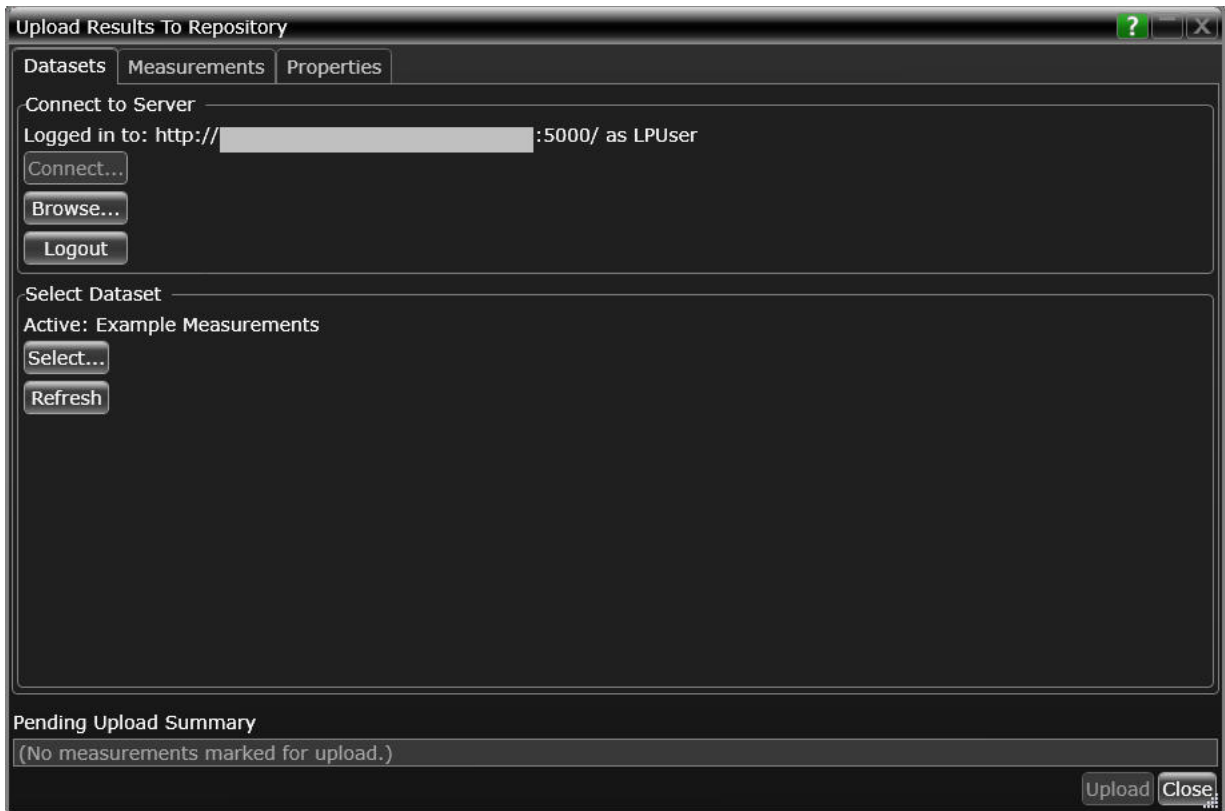 Upload Results To Repository ? X
Datasets Measurements Properties
Connect to Server
Logged in to: http:// :5000/ as LPUser
Connect...
Browse...
Logout
Select Dataset
Active: Example Measurements
Select...
Refresh
Pending Upload Summary
(No measurements marked for upload.)
Upload Close